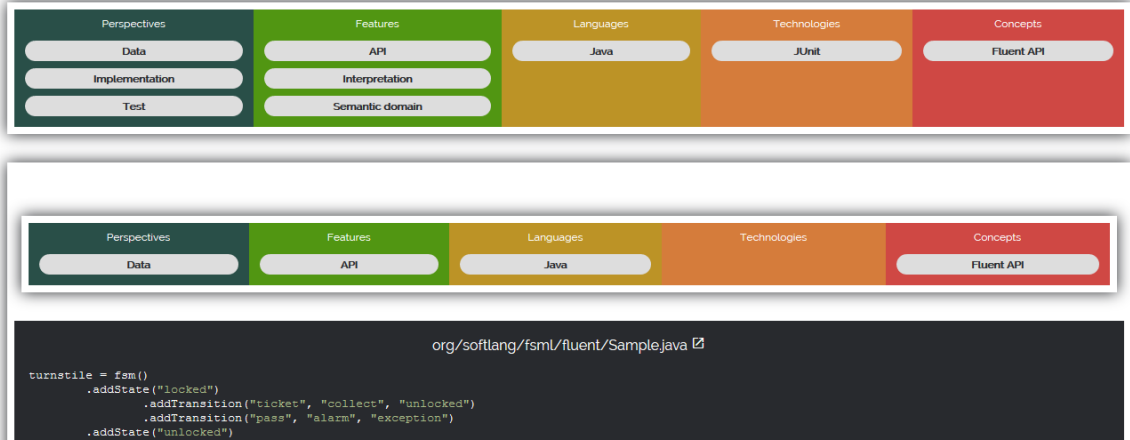 Perspectives Features Languages Technologies Concepts
Data API Java JUnit Fluent API
Implementation Interpretation
Test Semantic domain
Perspectives Features Languages Technologies Concepts
Data API Java Fluent API
org/softlang/fsml/fluent/Sample.java
turnstile = fsm()
.addState("locked")
.addTransition("ticket", "collect", "unlocked")
.addTransition("pass", "alarm", "exception")
.addState("unlocked")